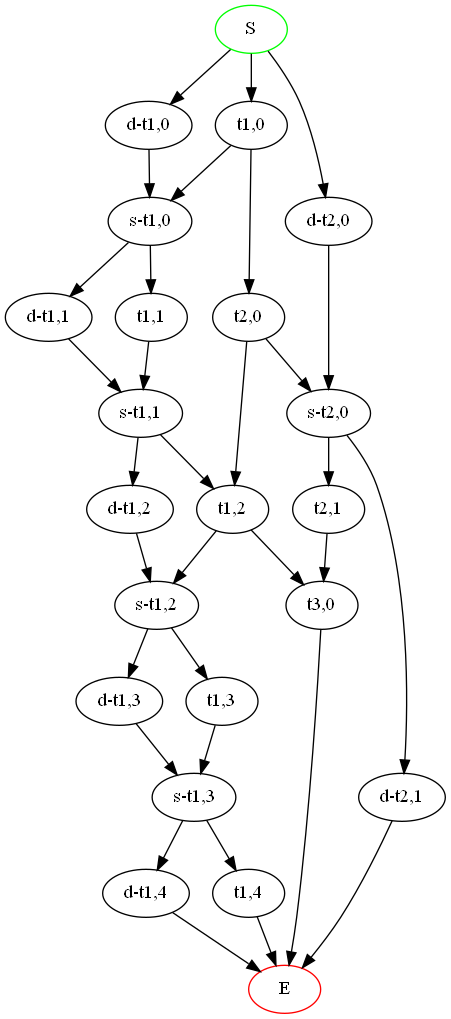 S
d-t1,0
t1,0
s-t1,0
d-t2,0
d-t1,1
t1,1
t2,0
s-t1,1
s-t2,0
d-t1,2
t1,2
t2,1
s-t1,2
t3,0
d-t1,3
t1,3
s-t1,3
d-t2,1
d-t1,4
t1,4
E